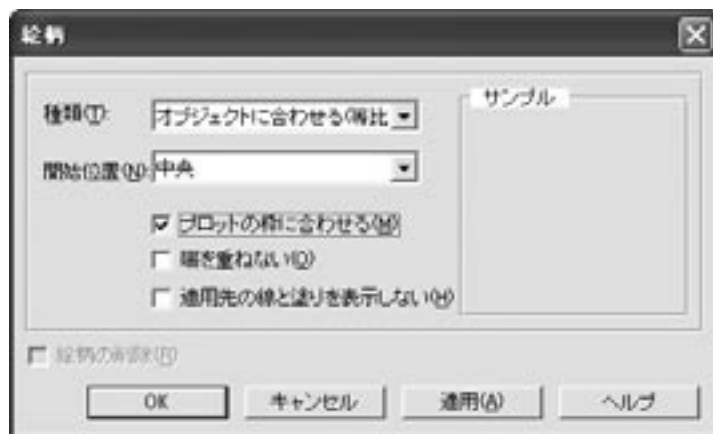 絵柄
種類(T):
オブジェクトに合わせる(等比
サンプル
開始位置(N):
中央
プロットの枠に合わせる(M)
端を重ねない(O)
適用先の線と塗りを表示しない(H)
絵柄の削除(R)
OK
キャンセル
適用(A)
ヘルプ